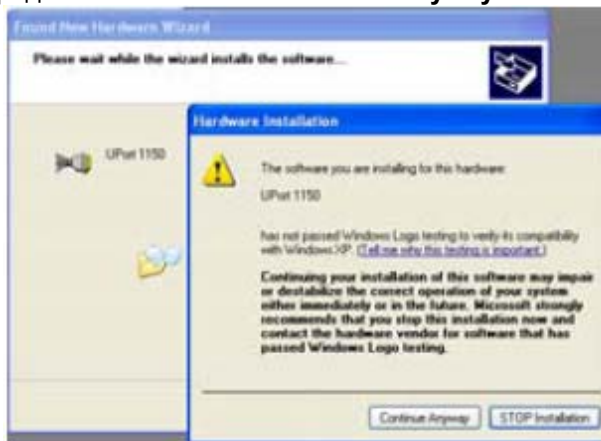 Found New Hardware Wizard
Please wait while the wizard installs the software...
UPort 1150
Hardware Installation
The software you are installing for this hardware:
UPort 1150
has not passed Windows Logo testing to verify its compatibility
with Windows XP. (Tell me why this testing is important.)
Continuing your installation of this software may impair
or destabilize the correct operation of your system
either immediately or in the future. Microsoft strongly
recommends that you stop this installation now and
contact the hardware vendor for software that has
passed Windows Logo testing.
Continue Anyway
STOP Installation